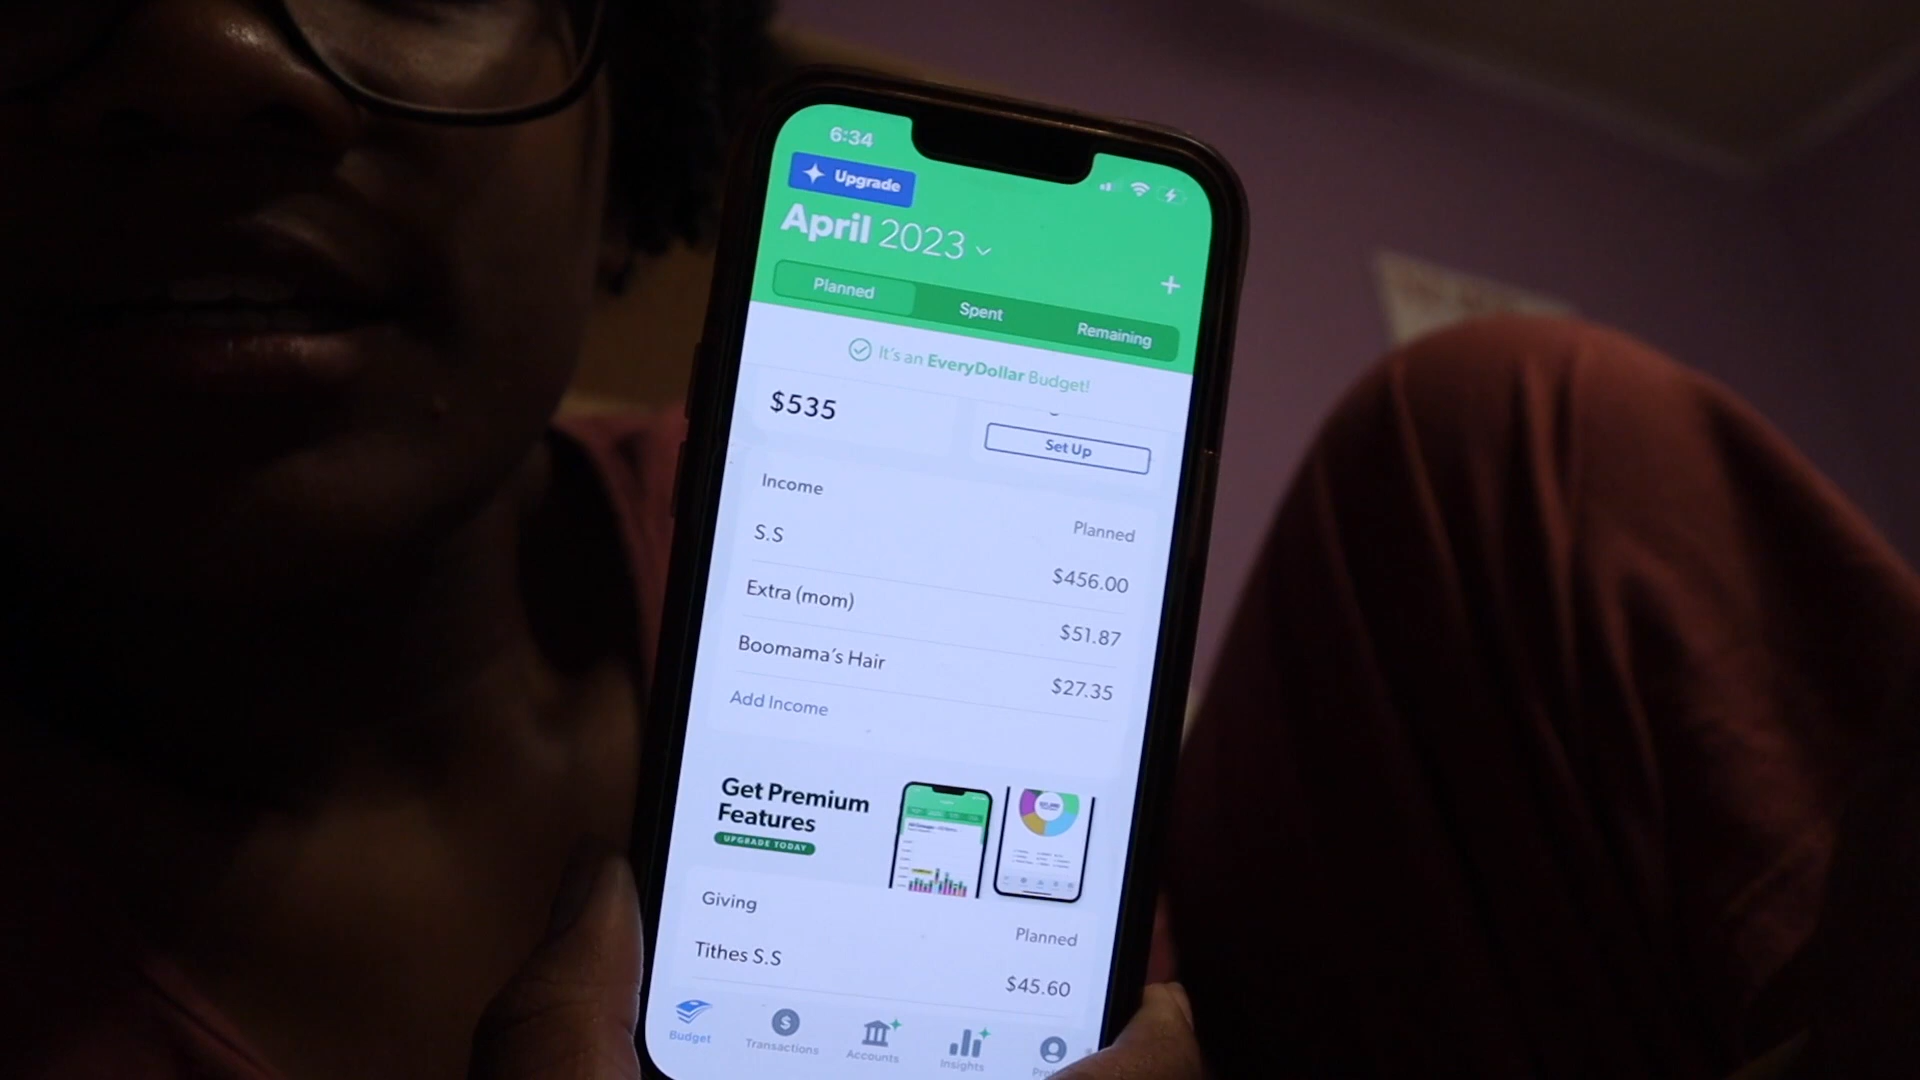 6:34
Upgrade
April 2023
Planned Spent Remaining
It's an EveryDollar Budget!
$535
Set Up
Income Planned
S.S $456.00
Extra (mom) $51.87
Boomama's Hair $27.35
Add Income
Get Premium
Features
UPGRADE TODAY
Giving Planned
Tithes S.S $45.60
Budget Transactions Accounts Insights